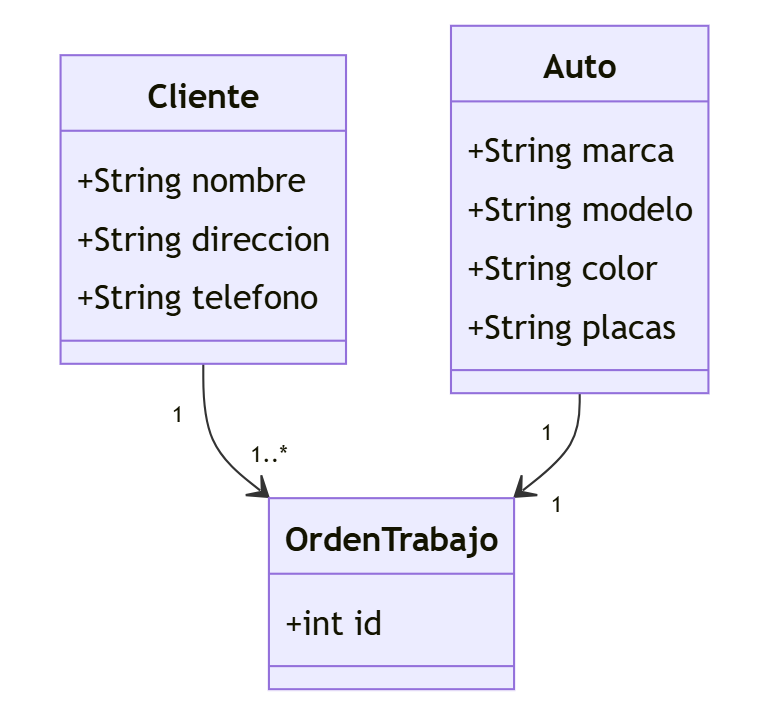 Cliente
+String nombre
+String direccion
+String telefono
Auto
+String marca
+String modelo
+String color
+String placas
1
1..*
1
1
OrdenTrabajo
+int id